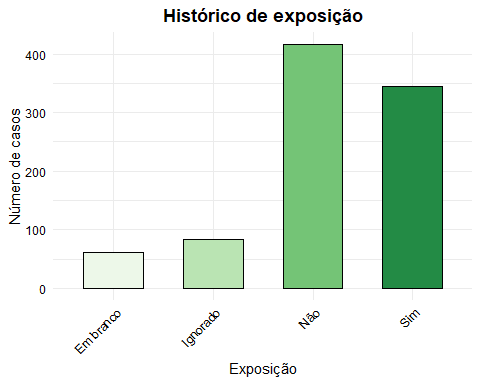 Histórico de exposição
Número de casos
400
300
200
100
0
Em branco
Ignorado
Não
Sim
Exposição